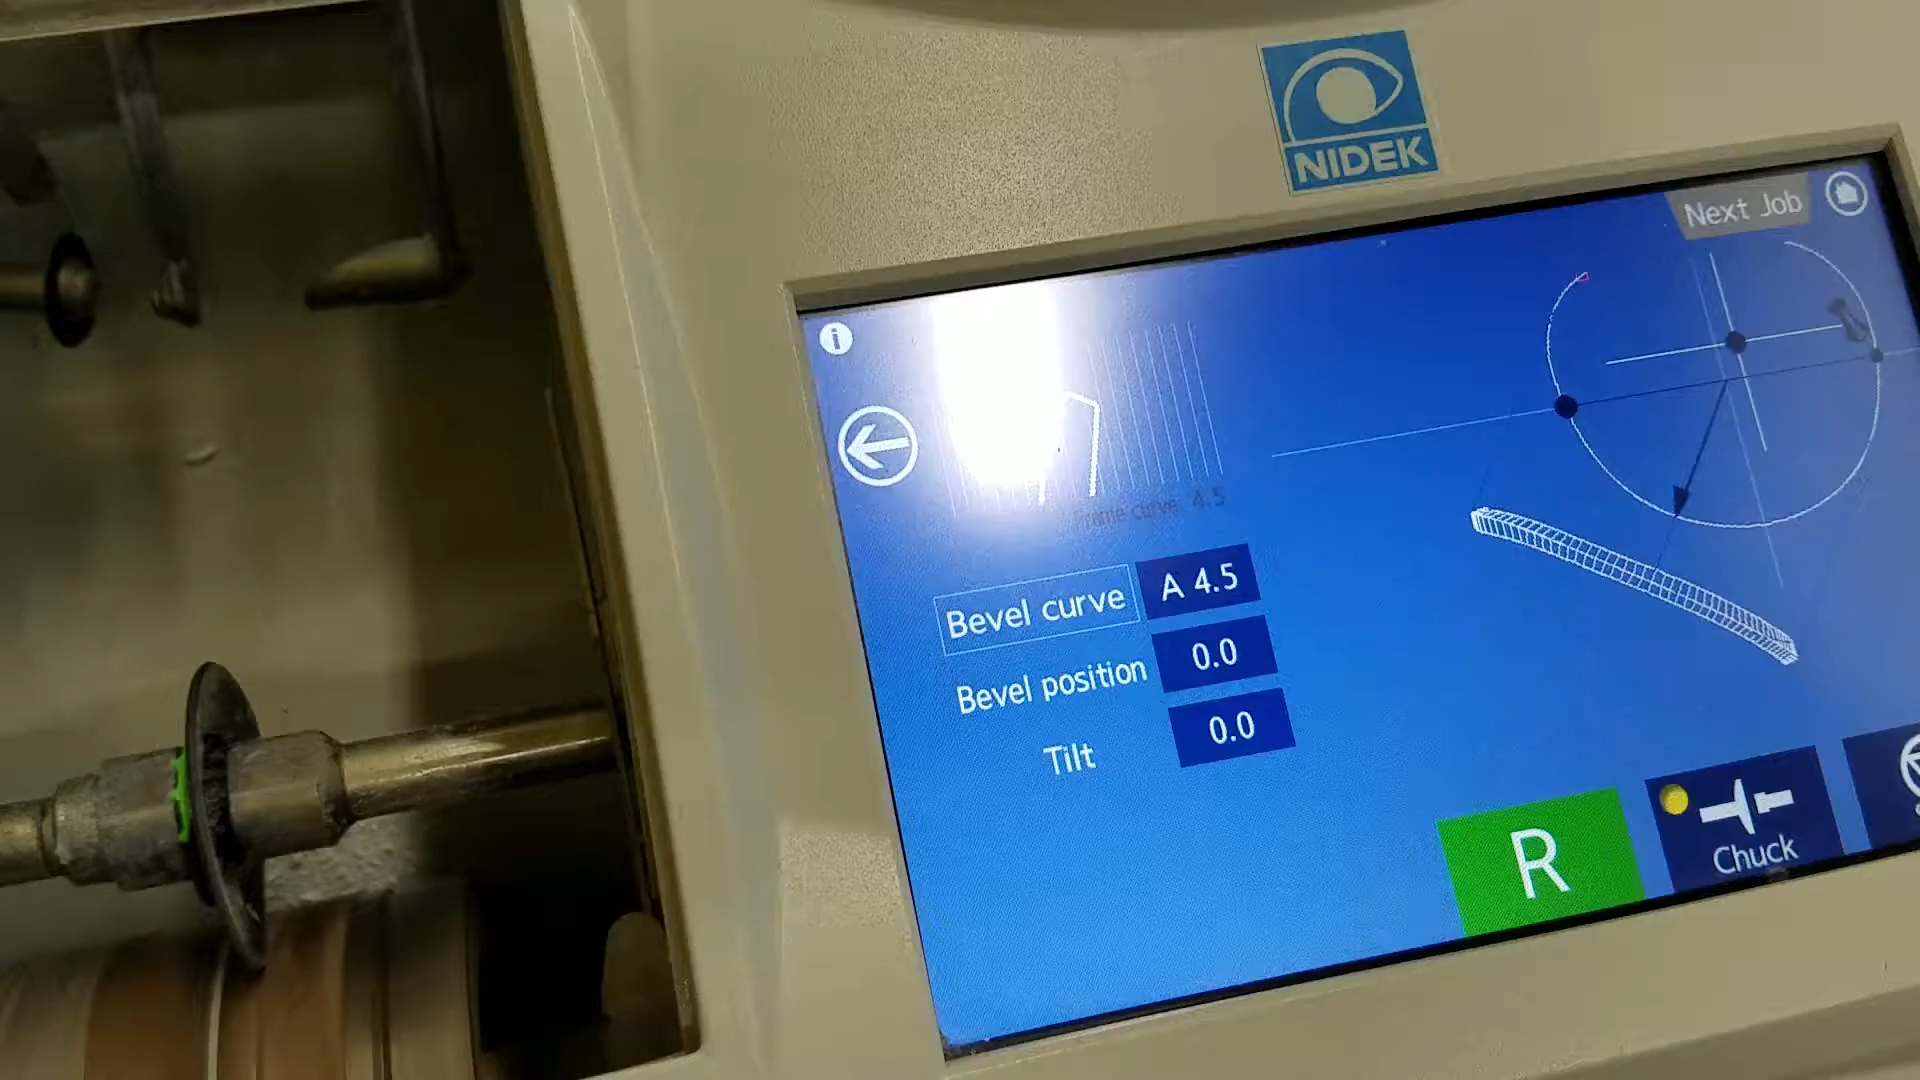 NIDEK
Next Job
i
Frame curve 4.5
Bevel curve A 4.5
Bevel position 0.0
Tilt 0.0
R
Chuck